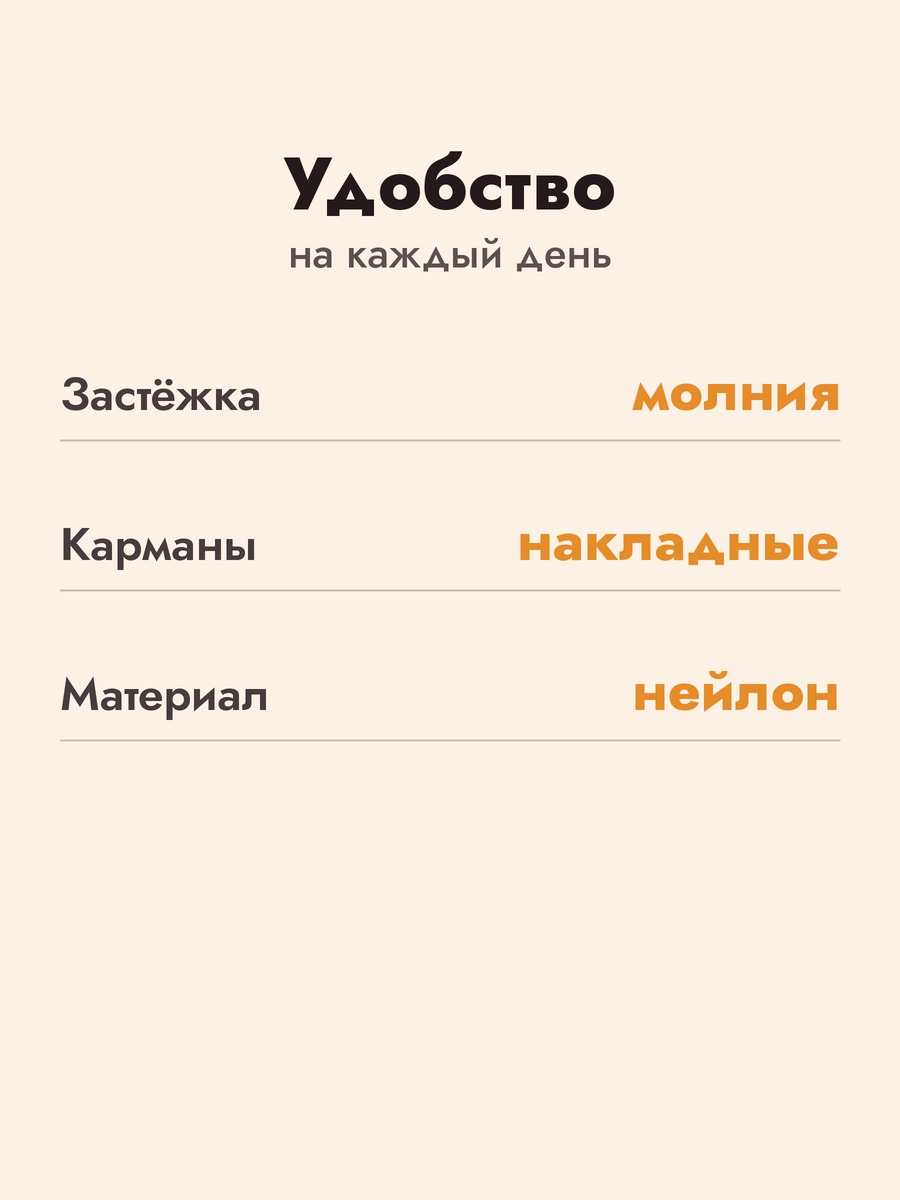 Удобство
на каждый день
Застёжка молния
Карманы накладные
Материал нейлон